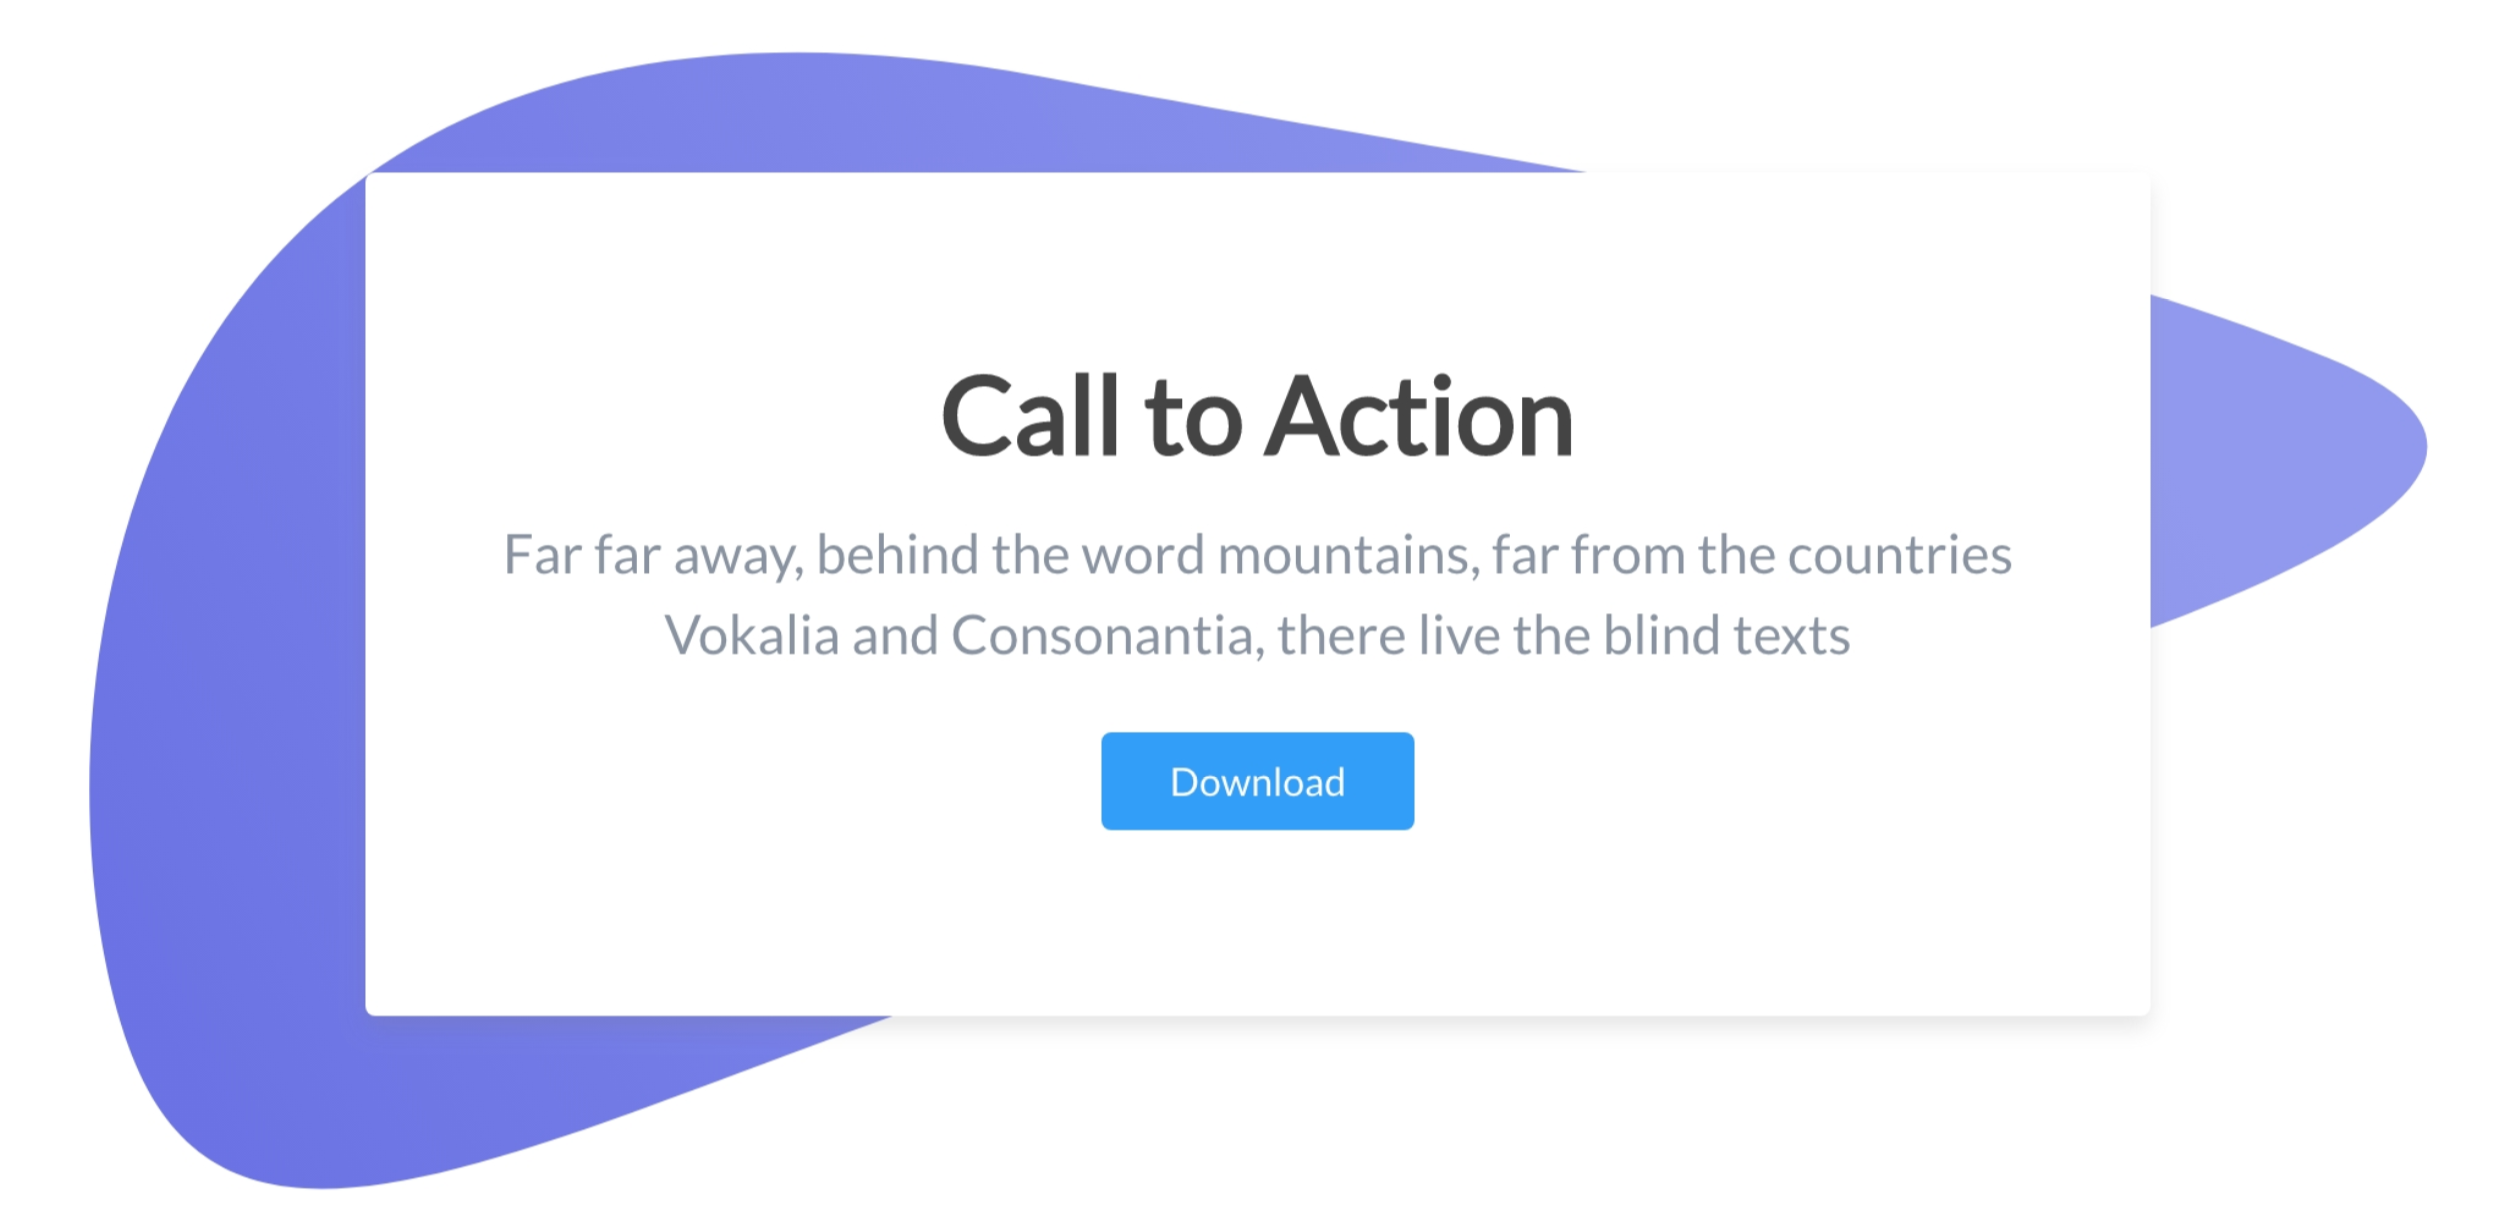 Call to Action
Far far away, behind the word mountains, far from the countries
Vokalia and Consonantia, there live the blind texts
Download